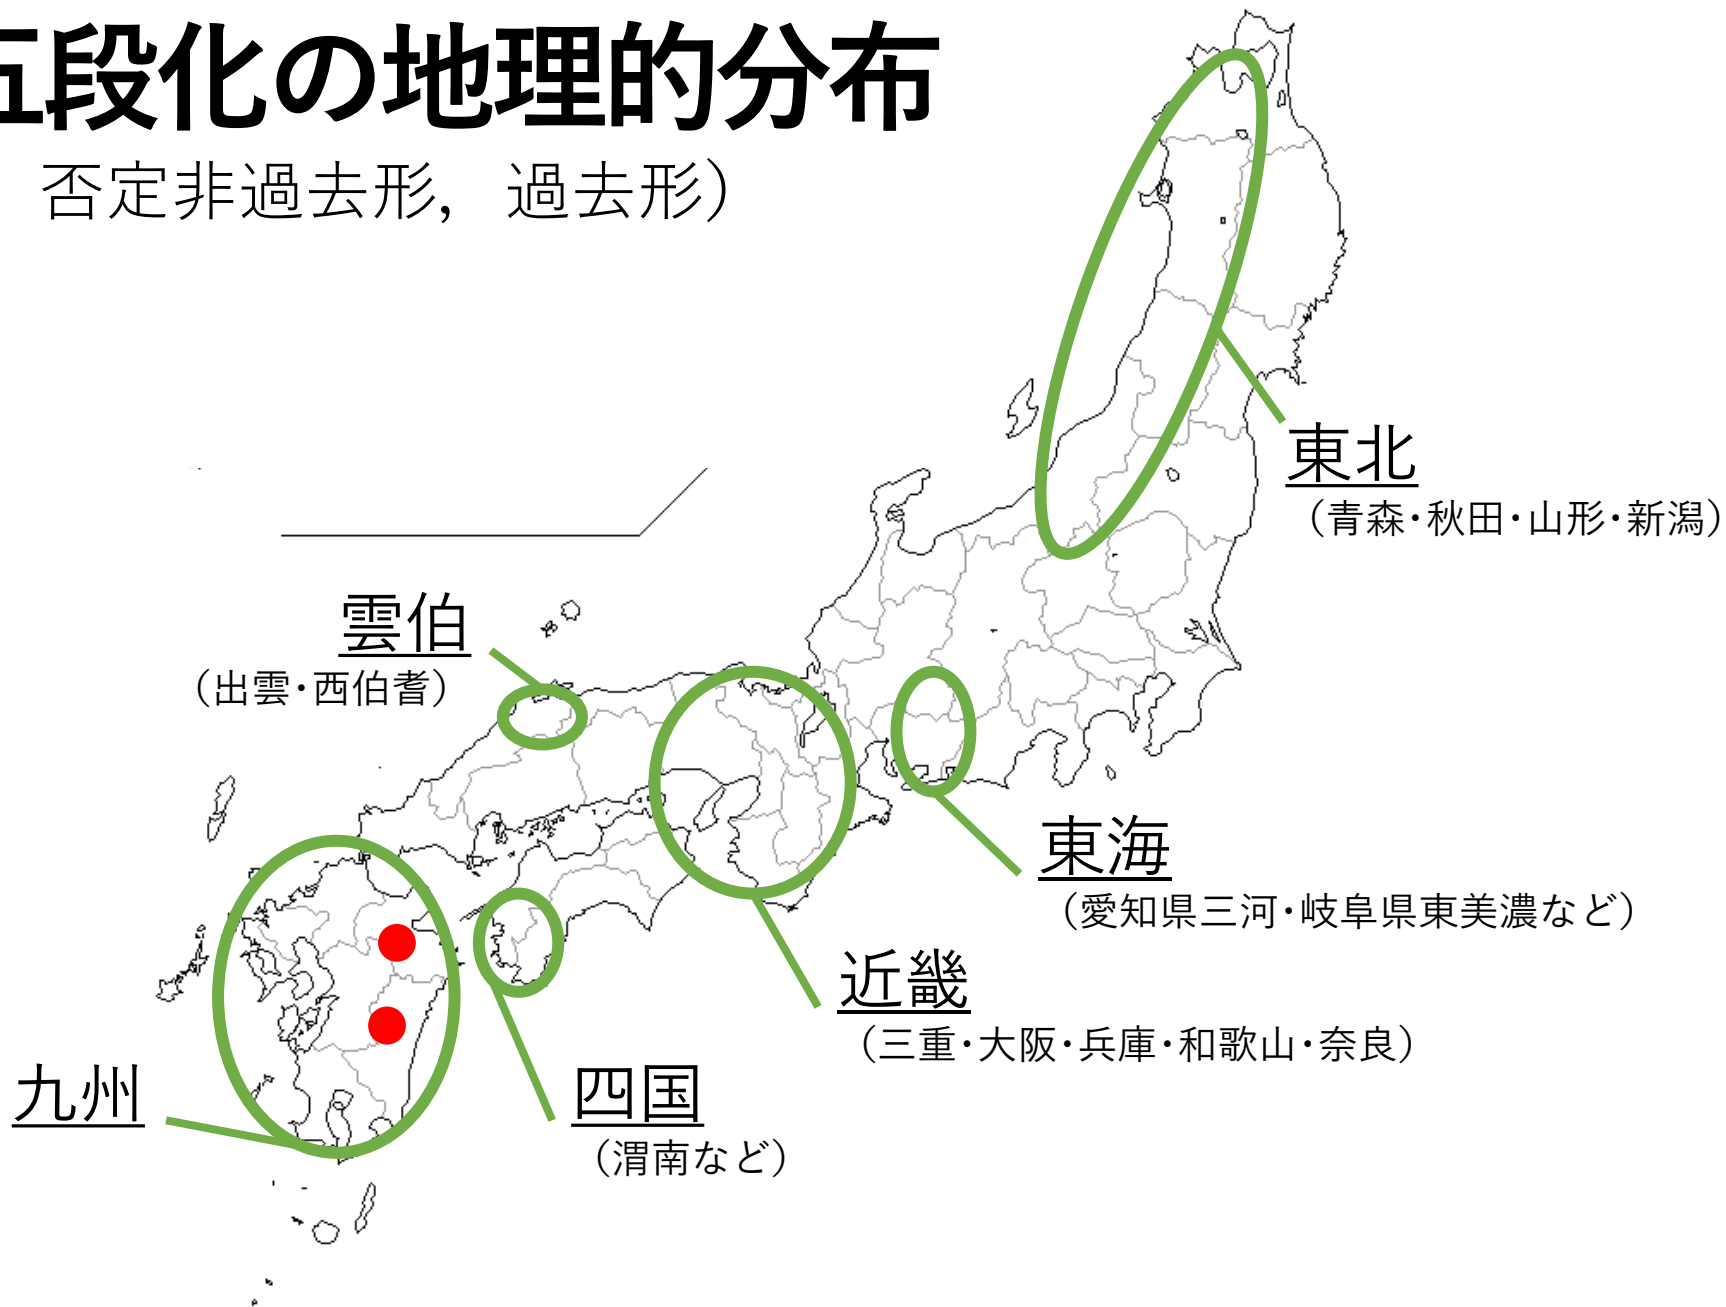 五段化の地理的分布
否定非過去形，過去形）
東北
（青森・秋田・山形・新潟）
雲伯
（出雲・西伯耆）
東海
（愛知県三河・岐阜県東美濃など）
近畿
（三重・大阪・兵庫・和歌山・奈良）
九州
四国
（渭南など）